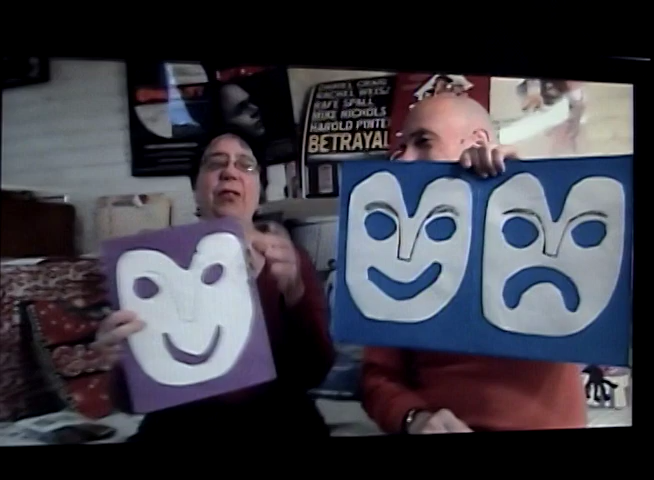 DANIEL CRAIG
RACHEL WEISZ
RAFE SPALL
MIKE NICHOLS
HAROLD PINTER
BETRAYAL